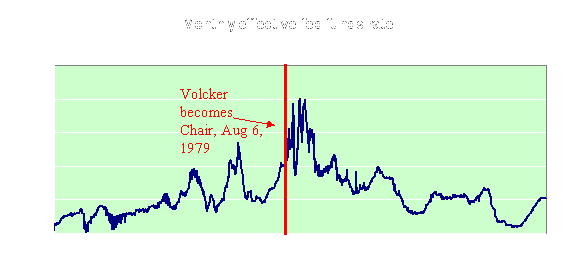 Monthly effective fed funds rate
Volcker
becomes
Chair, Aug 6,
1979